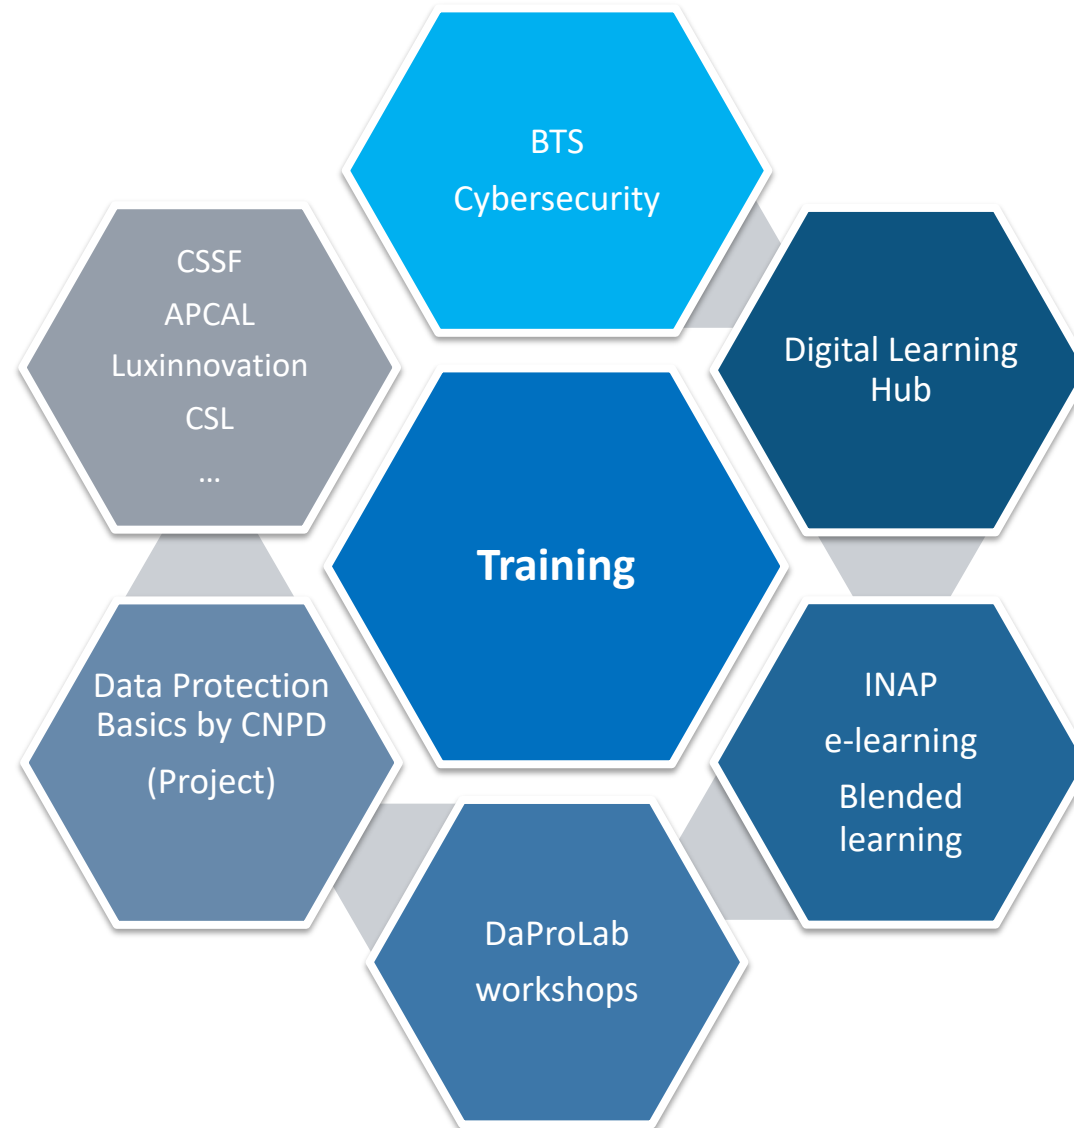 BTS
Cybersecurity
Digital Learning
Hub
INAP
e-learning
Blended
learning
DaProLab
workshops
Data Protection
Basics by CNPD
(Project)
CSSF
APCAL
Luxinnovation
CSL
...
Training